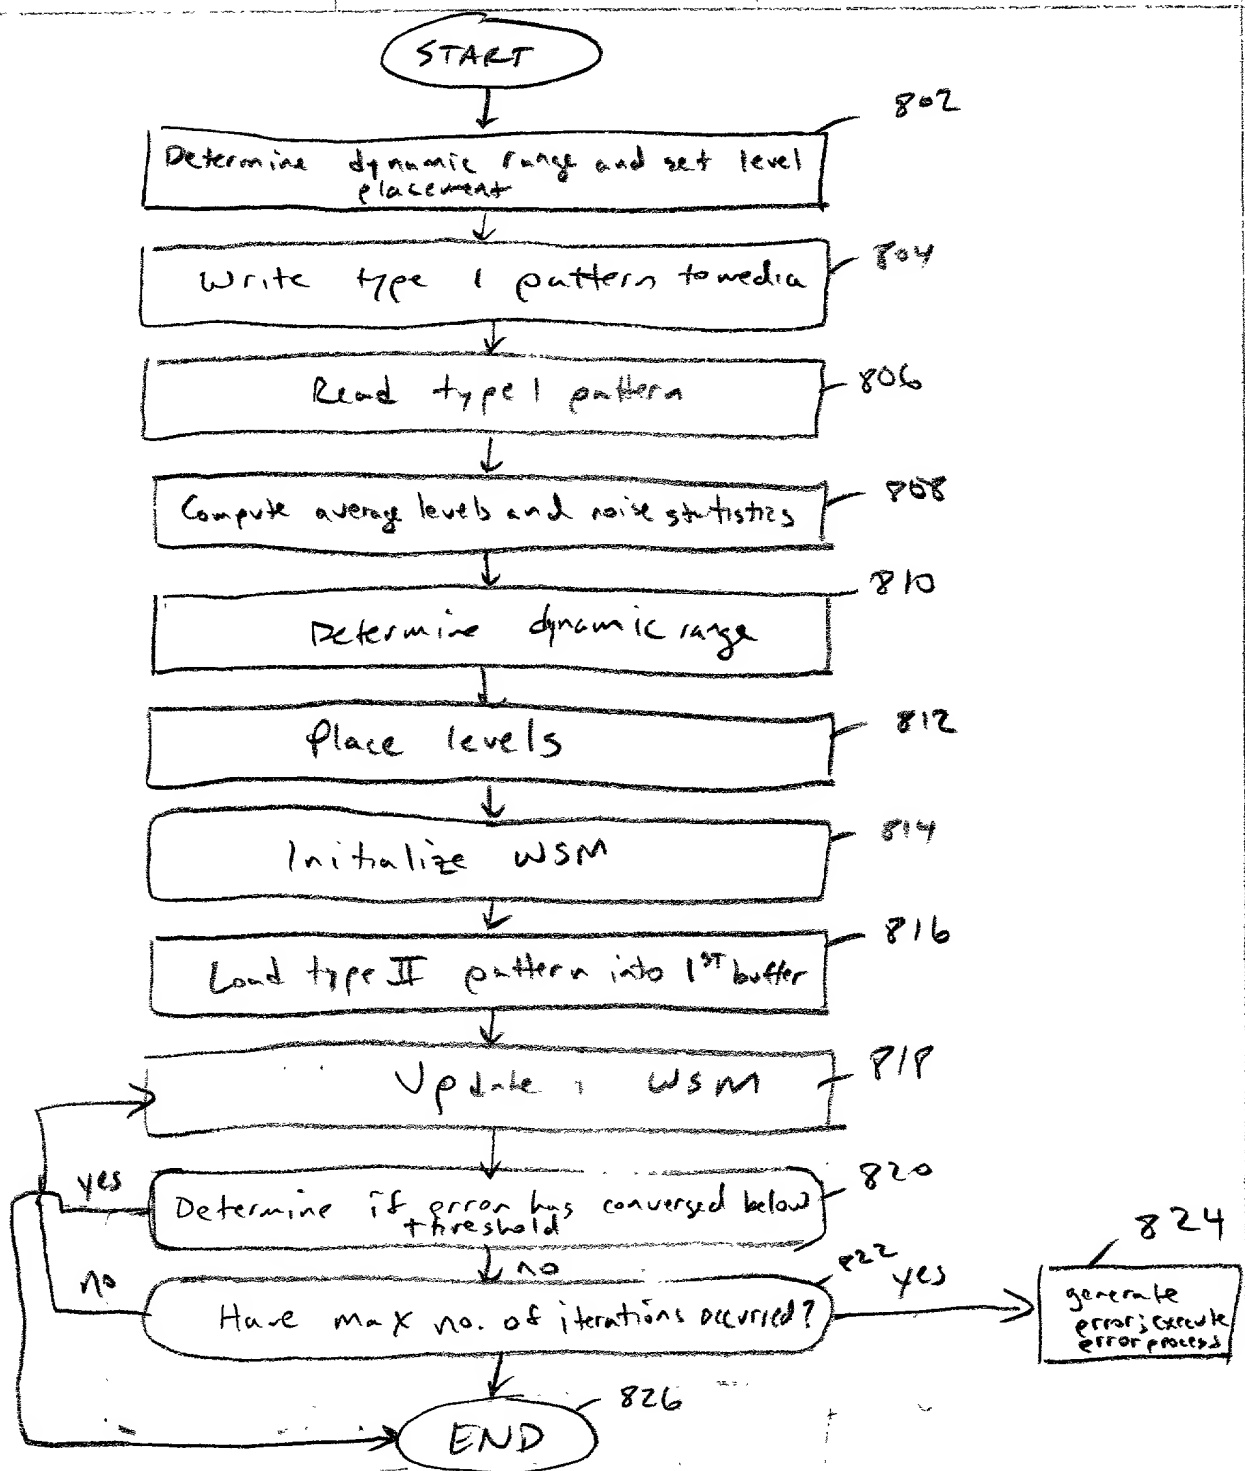 START
802
Determine dynamic range and set level
placement
804
Write type 1 pattern to media
806
Read type 1 pattern
808
Compute average levels and noise statistics
810
Determine dynamic range
812
Place levels
814
Initialize WSM
816
Load type II pattern into 1ST buffer
818
Update WSM
820
yes
Determine if error has converged below
threshold
824
no
822
yes
no
Have max no. of iterations occurred?
generate
error; execute
error process
826
END